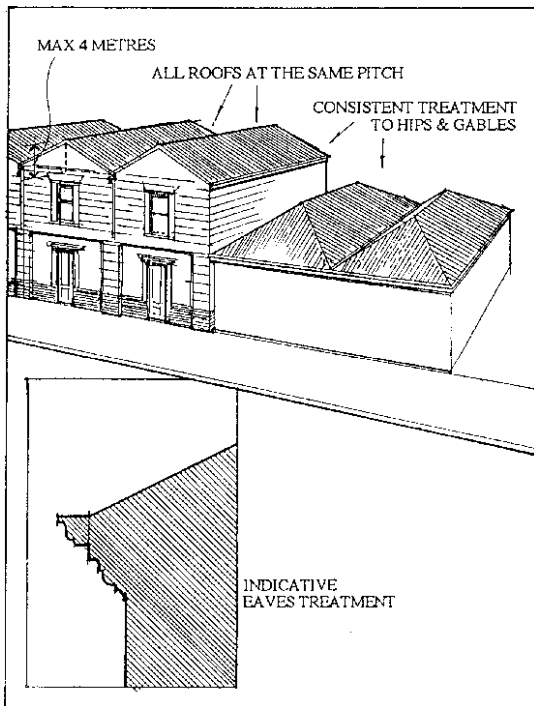 MAX 4 METRES
ALL ROOFS AT THE SAME PITCH
CONSISTENT TREATMENT
TO HIPS & GABLES
INDICATIVE
EAVES TREATMENT